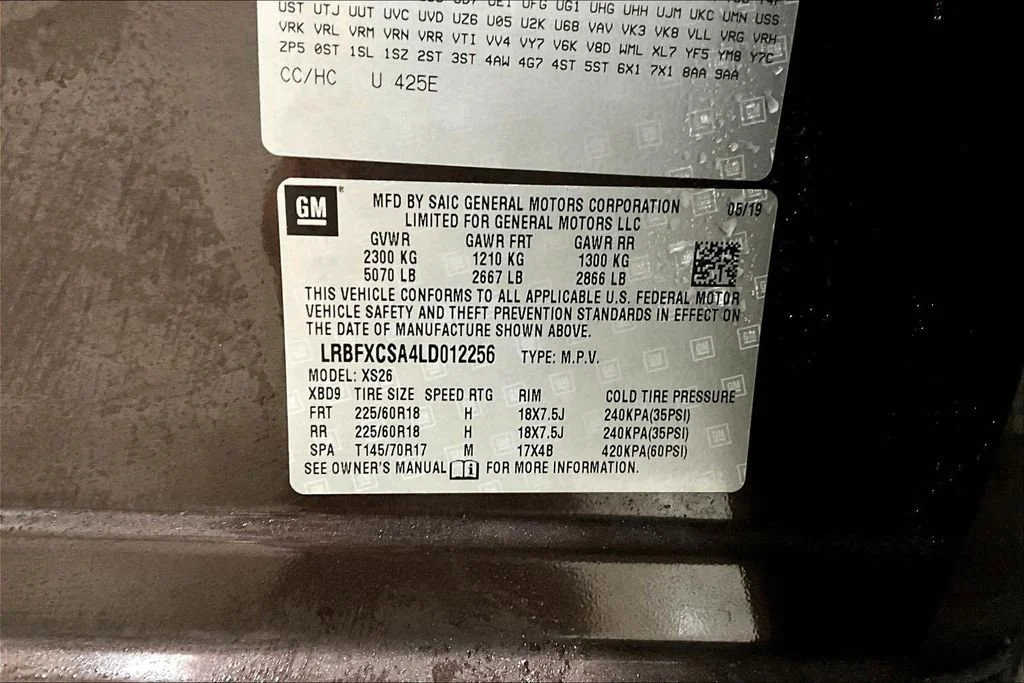 UST UTJ UUT UVC UVD UZ6 U05 U2K U68 VAV VK3 VK8 VLL VRG VRH
VRK VRL VRM VRN VRR VTI VV4 VY7 V6K V8D WML XL7 YF5 YM8 Y7C
ZP5 0ST 1SL 1SZ 2ST 3ST 4AW 4G7 4ST 5ST 6X1 7X1 8AA 9AA
CC/HC U 425E
GM®
MFD BY SAIC GENERAL MOTORS CORPORATION 05/19
LIMITED FOR GENERAL MOTORS LLC
GVWR GAWR FRT GAWR RR
2300 KG 1210 KG 1300 KG
5070 LB 2667 LB 2866 LB
THIS VEHICLE CONFORMS TO ALL APPLICABLE U.S. FEDERAL MOTOR
VEHICLE SAFETY AND THEFT PREVENTION STANDARDS IN EFFECT ON
THE DATE OF MANUFACTURE SHOWN ABOVE.
LRBFXCSA4LD012256 TYPE: M.P.V.
MODEL: XS26
XBD9 TIRE SIZE SPEED RTG RIM COLD TIRE PRESSURE
FRT 225/60R18 H 18X7.5J 240KPA(35PSI)
RR 225/60R18 H 18X7.5J 240KPA(35PSI)
SPA T145/70R17 M 17X4B 420KPA(60PSI)
SEE OWNER'S MANUAL FOR MORE INFORMATION.